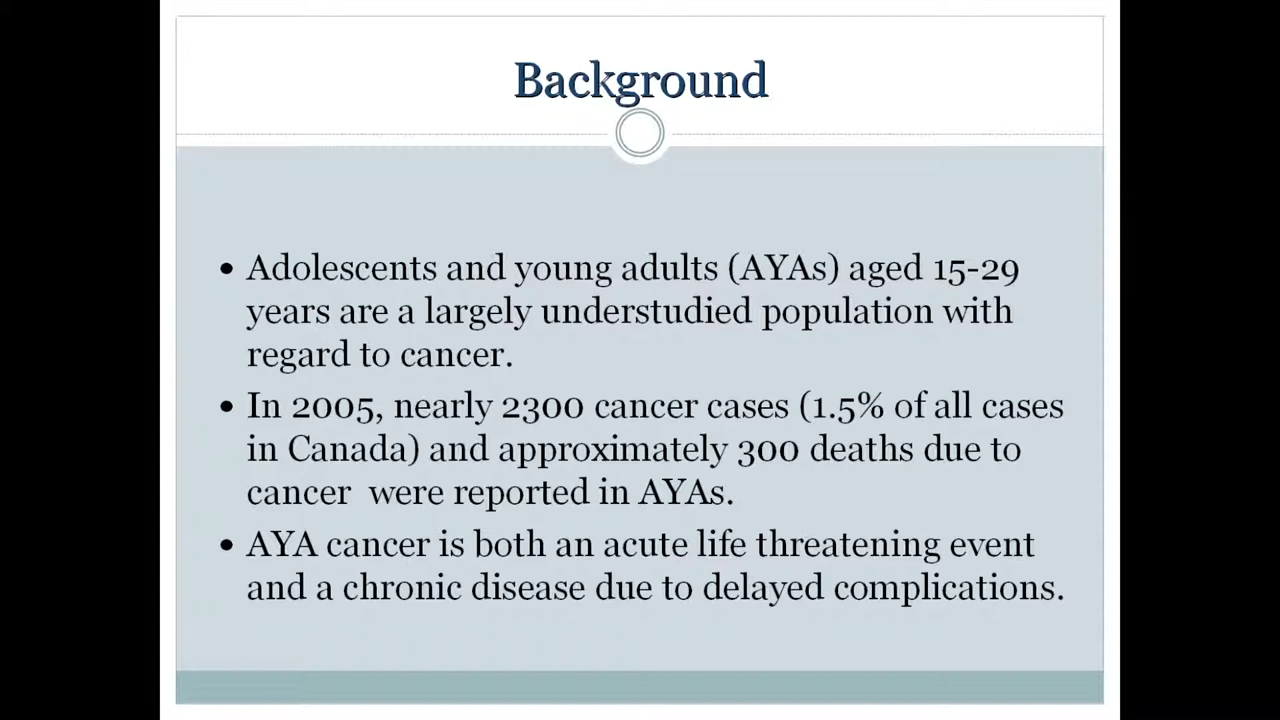 Background
• Adolescents and young adults (AYAs) aged 15-29
years are a largely understudied population with
regard to cancer.
• In 2005, nearly 2300 cancer cases (1.5% of all cases
in Canada) and approximately 300 deaths due to
cancer  were reported in AYAs.
• AYA cancer is both an acute life threatening event
and a chronic disease due to delayed complications.